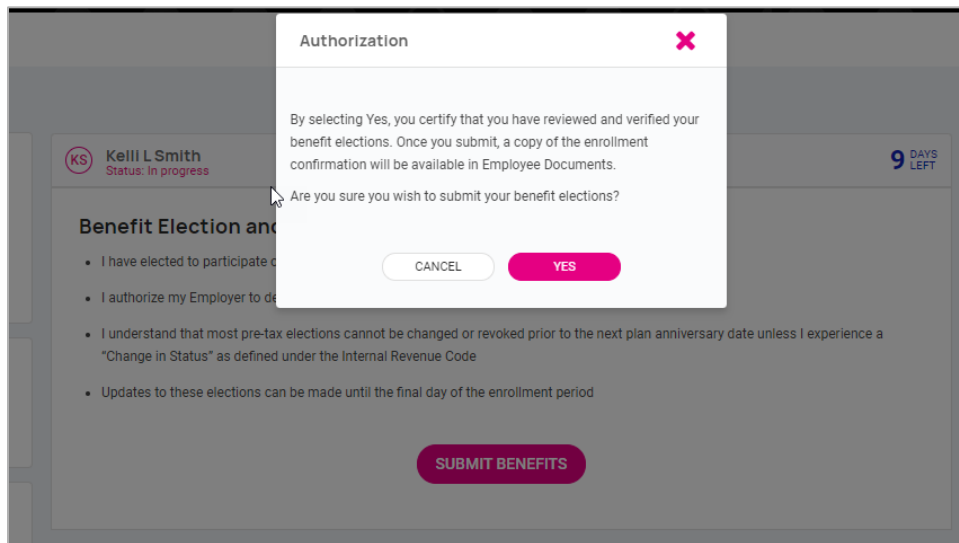 Authorization
By selecting Yes, you certify that you have reviewed and verified your
benefit elections. Once you submit, a copy of the enrollment
confirmation will be available in Employee Documents.
Are you sure you wish to submit your benefit elections?
CANCEL
YES
KS
Kelli L Smith
Status: In progress
9 DAYS
LEFT
Benefit Election and
• I have elected to participate
• I authorize my Employer to
• I understand that most pre-tax elections cannot be changed or revoked prior to the next plan anniversary date unless I experience a
"Change in Status" as defined under the Internal Revenue Code
• Updates to these elections can be made until the final day of the enrollment period
SUBMIT BENEFITS